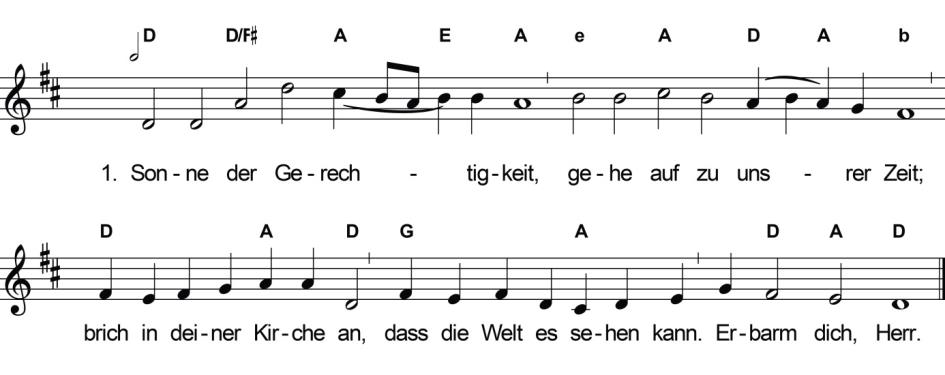 D D/F# A E A e A D A b
1. Son - ne der Ge - rech - tig - keit, ge - he auf zu uns - rer Zeit;
D A D G A D A D
brich in dei - ner Kir - che an, dass die Welt es se - hen kann. Er - barm dich, Herr.